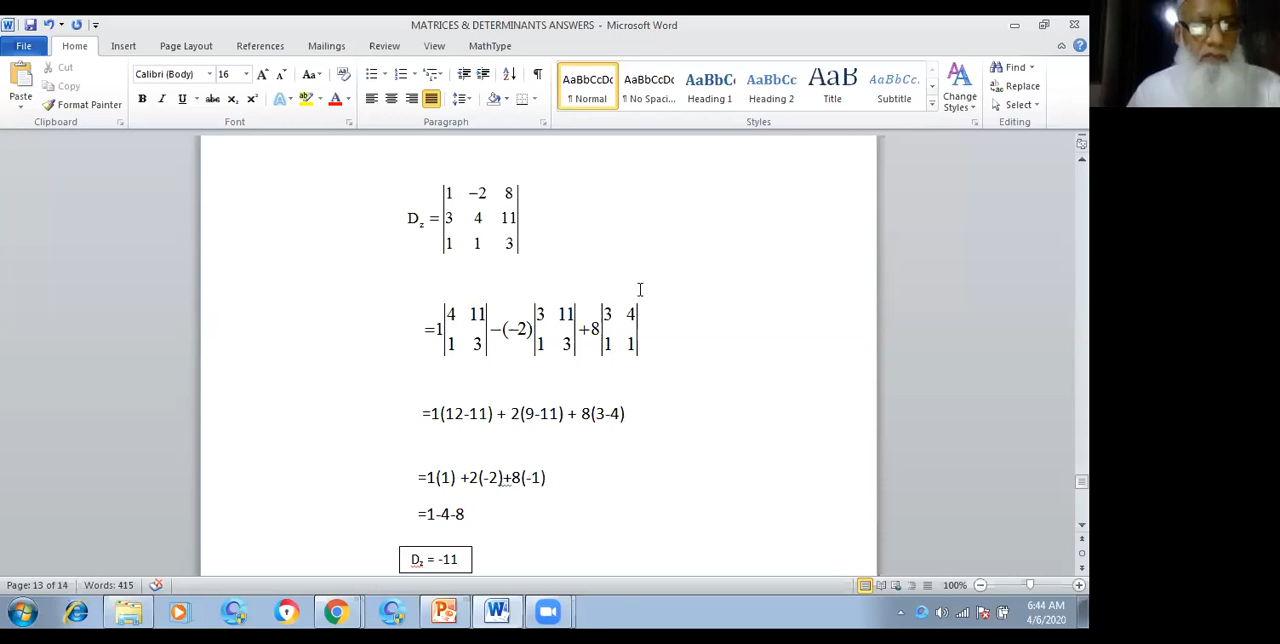 MATRICES & DETERMINANTS ANSWERS - Microsoft Word
File Home Insert Page Layout References Mailings Review View MathType
Paste Cut Copy Format Painter
Calibri (Body) 16
AaBbCcDc AaBbCcDc AaBbC AaBbCc AaB AaBbCc.
¶ Normal ¶ No Spaci... Heading 1 Heading 2 Title Subtitle
Change Styles
Find Replace Select
Clipboard Font Paragraph Styles Editing
1 −2 8
D_z = 3 4 11
1 1 3
4 11 3 11 3 4
=1 −(−2) +8
1 3 1 3 1 1
=1(12-11) + 2(9-11) + 8(3-4)
=1(1) +2(-2)+8(-1)
=1-4-8
D_z = -11
Page: 13 of 14 Words: 415 100%
6:44 AM
4/6/2020